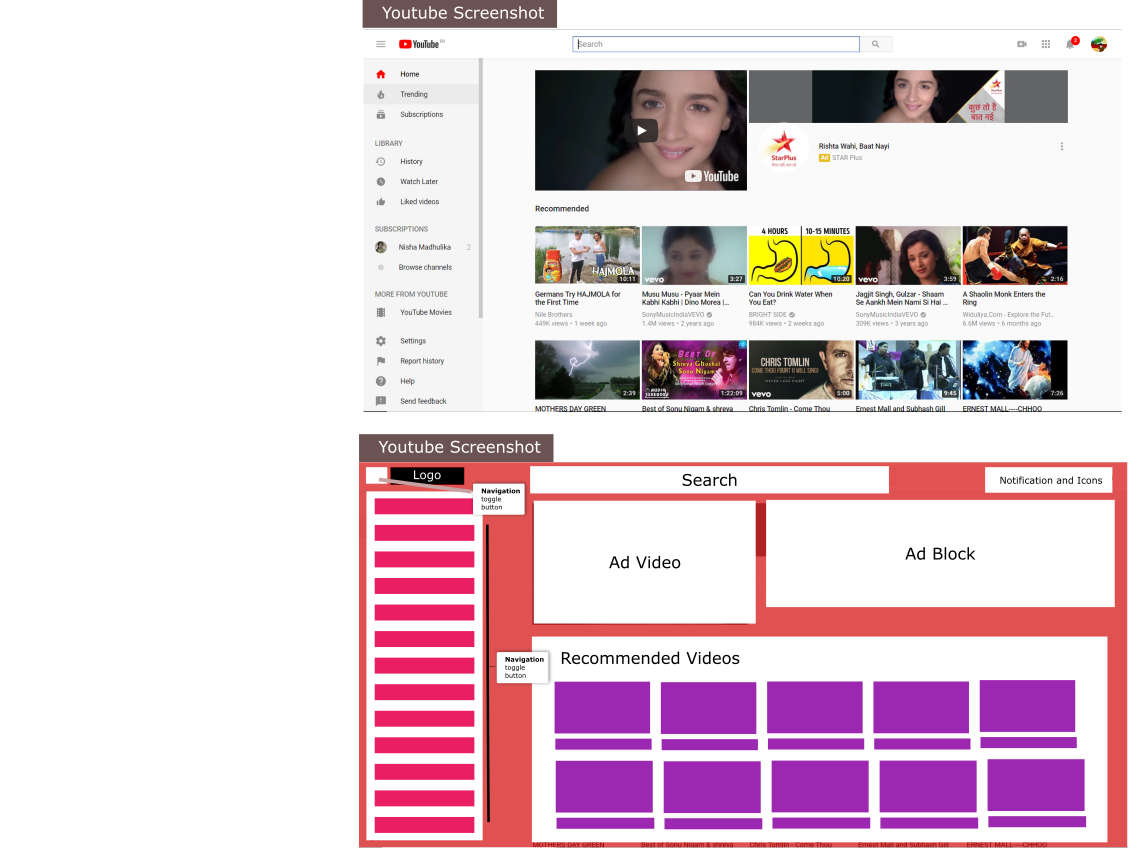 Youtube Screenshot
YouTube IN
Search
2
Home
Trending
Subscriptions
LIBRARY
History
Watch Later
Liked videos
SUBSCRIPTIONS
Nisha Madhulika 2
Browse channels
MORE FROM YOUTUBE
YouTube Movies
Settings
Report history
Help
Send feedback
YouTube
कुछ तो है
बात नई
StarPlus
Rishta Wahi, Baat Nayi
Ad STAR Plus
Recommended
HAJMOLA
10:11
vevo 3:27
4 HOURS 10-15 MINUTES
10:20
vevo 3:59
2:16
Germans Try HAJMOLA for
the First Time
Nile Brothers
449K views • 1 week ago
Musu Musu - Pyaar Mein
Kabhi Kabhi | Dino Morea |...
SonyMusicIndiaVEVO
1.4M views • 2 years ago
Can You Drink Water When
You Eat?
BRIGHT SIDE
984K views • 2 weeks ago
Jagjit Singh, Gulzar - Shaam
Se Aankh Mein Nami Si Hai ...
SonyMusicIndiaVEVO
309K views • 3 years ago
A Shaolin Monk Enters the
Ring
Widuliya.Com - Explore the Fut...
6.6M views • 6 months ago
2:39
BEST OF
Shreya Ghoshal
Sonu Nigam
AUDIO
JUKEBOX
1:22:09
CHRIS TOMLIN
COME THOU FOUNT (I WILL SING)
vevo 5:00
9:45
7:26
MOTHERS DAY GREEN
Best of Sonu Nigam & shreya
Chris Tomlin - Come Thou
Ernest Mall and Subhash Gill
ERNEST MALL----CHHOO
Youtube Screenshot
Logo
Search
Notification and Icons
Navigation
toggle
button
Ad Video
Ad Block
Navigation
toggle
button
Recommended Videos
MOTHERS DAY GREEN
Best of Sonu Nigam & shreya
Chris Tomlin - Come Thou
Ernest Mall and Subhash Gill
ERNEST MALL----CHHOO